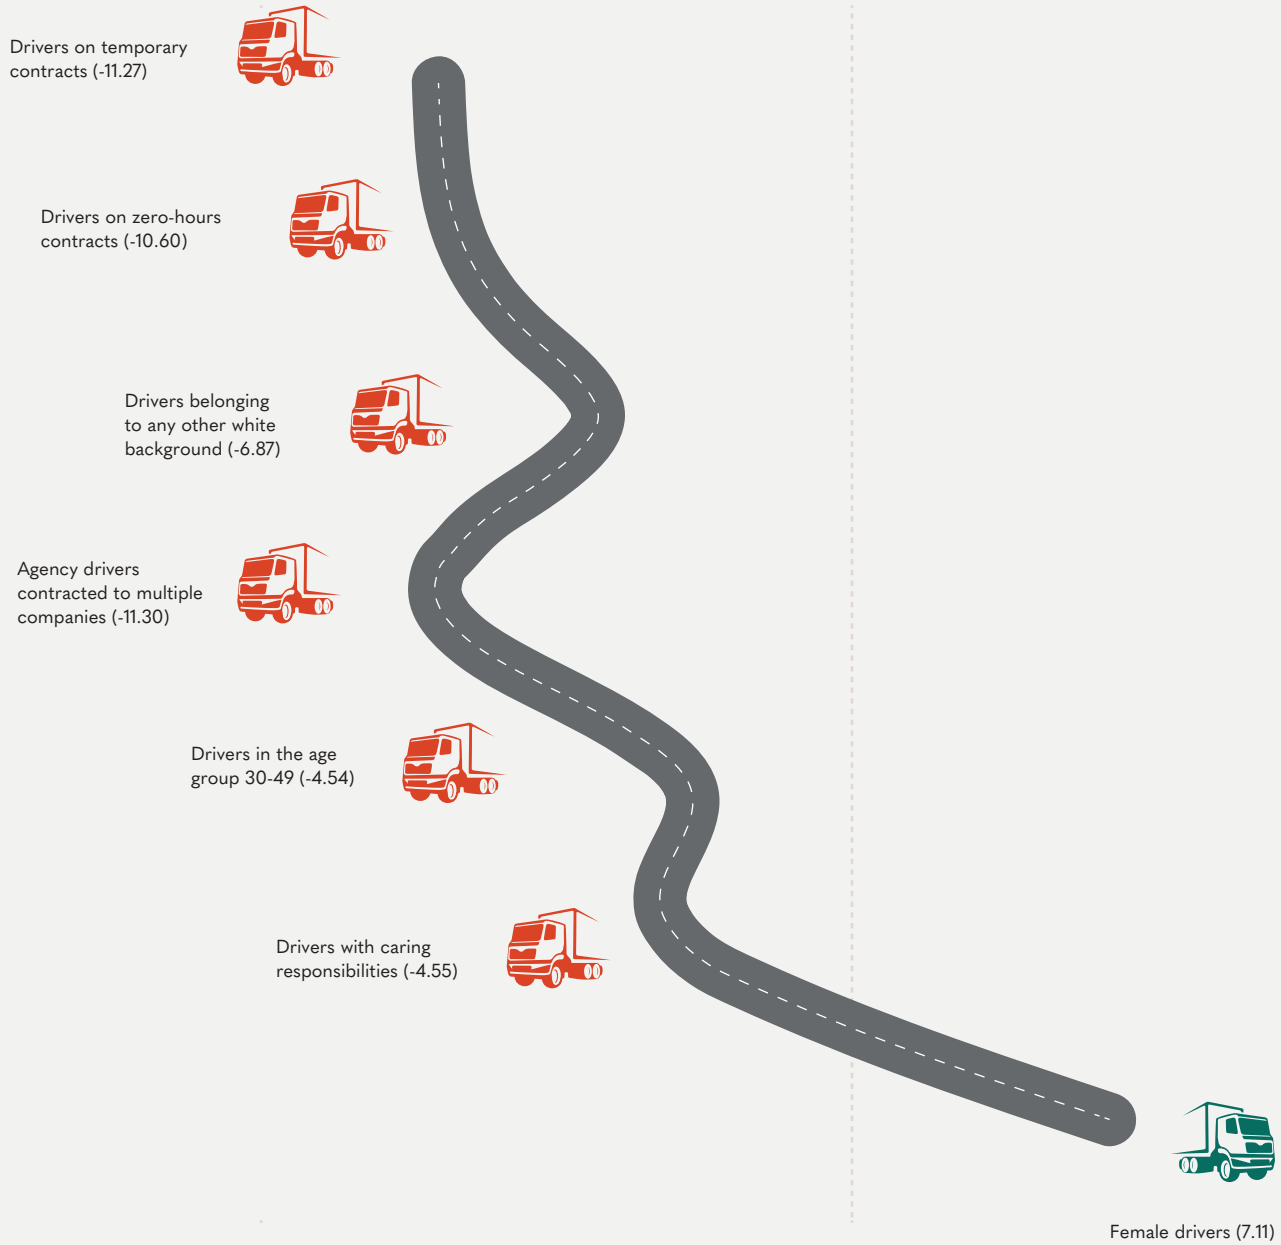 Drivers on temporary
contracts (-11.27)
Drivers on zero-hours
contracts (-10.60)
Drivers belonging
to any other white
background (-6.87)
Agency drivers
contracted to multiple
companies (-11.30)
Drivers in the age
group 30-49 (-4.54)
Drivers with caring
responsibilities (-4.55)
Female drivers (7.11)